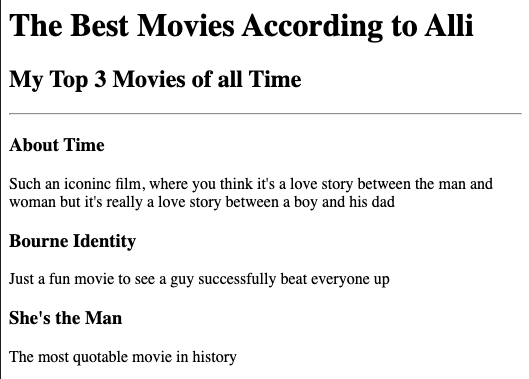 The Best Movies According to Alli
My Top 3 Movies of all Time
About Time
Such an iconinc film, where you think it's a love story between the man and
woman but it's really a love story between a boy and his dad
Bourne Identity
Just a fun movie to see a guy successfully beat everyone up
She's the Man
The most quotable movie in history